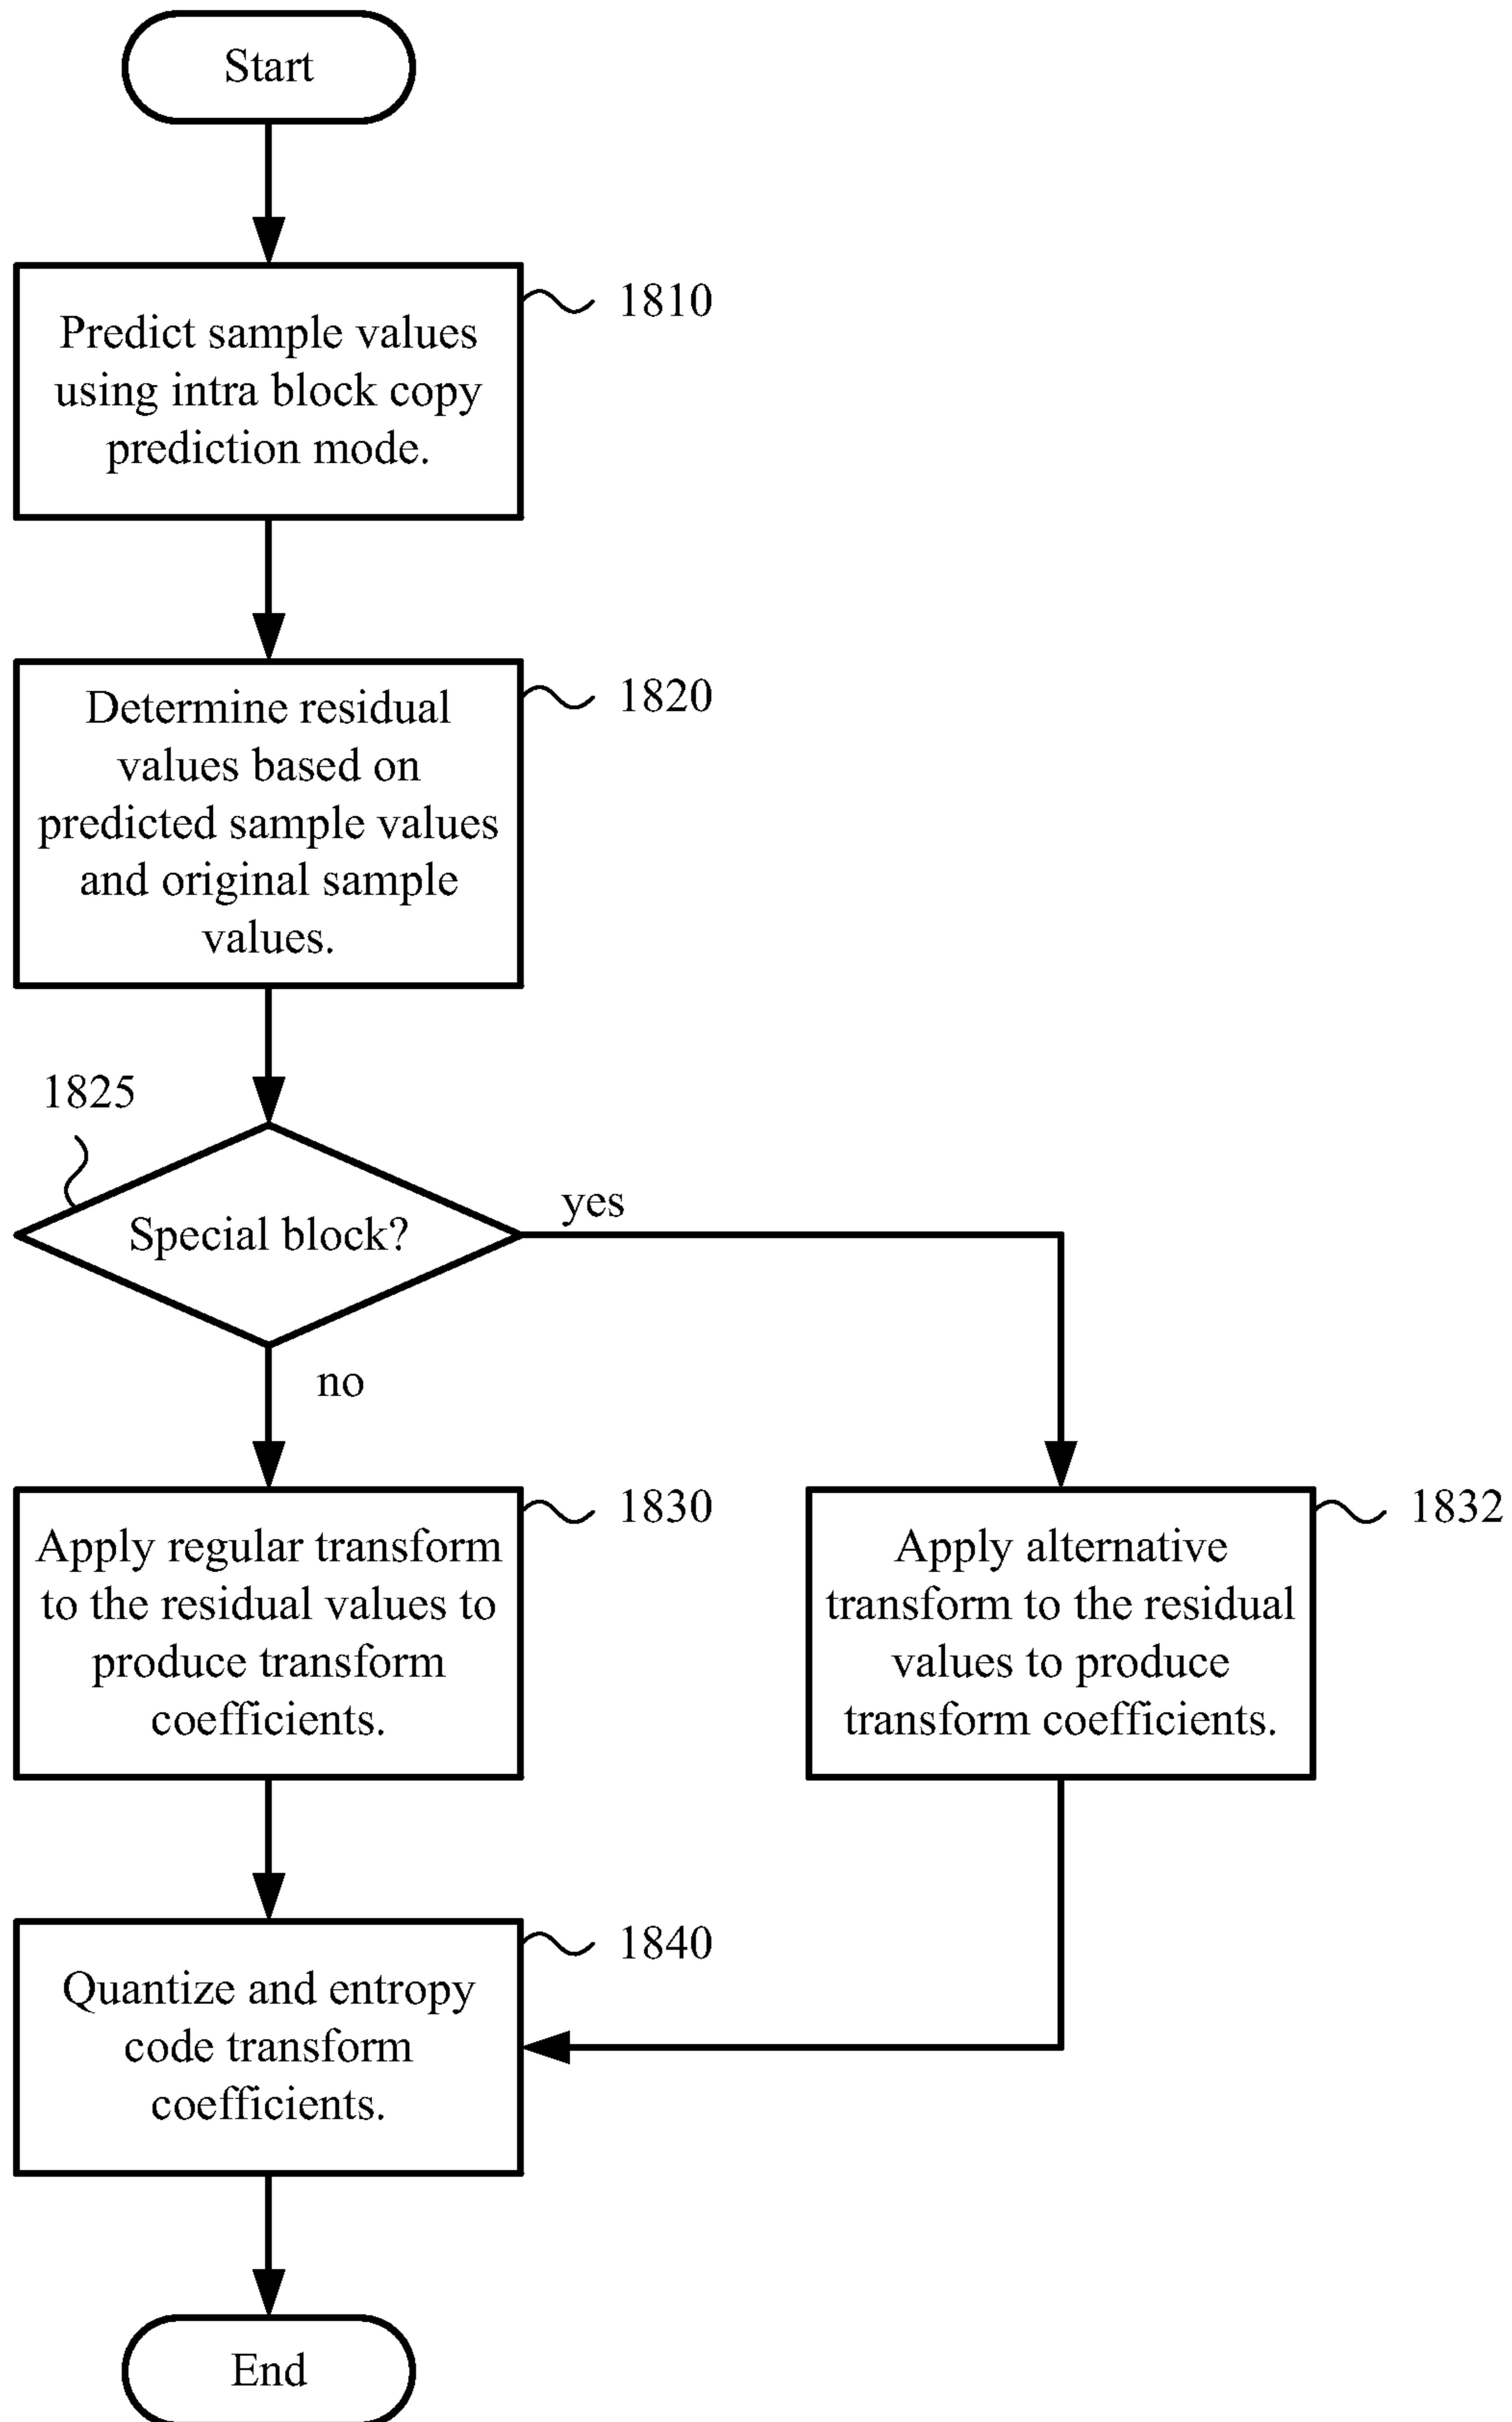 Start
Predict sample values
using intra block copy
prediction mode.
1810
Determine residual
values based on
predicted sample values
and original sample
values.
1820
1825
Special block?
yes
no
Apply regular transform
to the residual values to
produce transform
coefficients.
1830
Apply alternative
transform to the residual
values to produce
transform coefficients.
1832
Quantize and entropy
code transform
coefficients.
1840
End